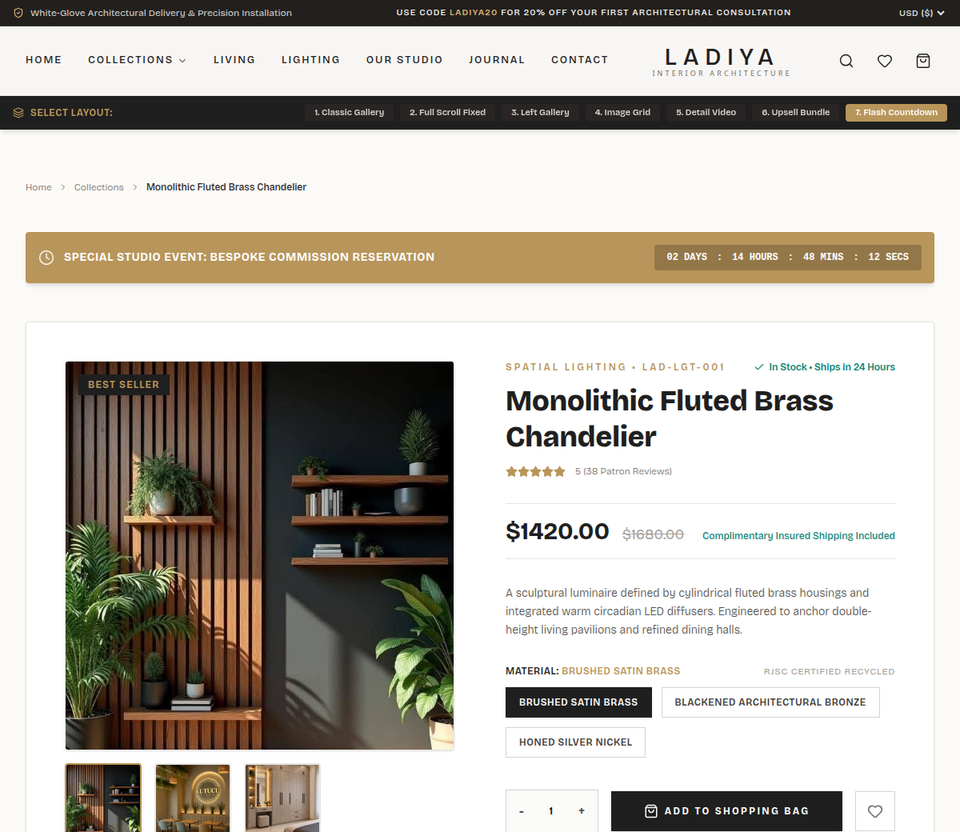 White-Glove Architectural Delivery & Precision Installation
USE CODE LADIYA20 FOR 20% OFF YOUR FIRST ARCHITECTURAL CONSULTATION
USD ($)
HOME
COLLECTIONS
LIVING
LIGHTING
OUR STUDIO
JOURNAL
CONTACT
LADIYA
INTERIOR ARCHITECTURE
SELECT LAYOUT:
1. Classic Gallery
2. Full Scroll Fixed
3. Left Gallery
4. Image Grid
5. Detail Video
6. Upsell Bundle
7. Flash Countdown
Home
Collections
Monolithic Fluted Brass Chandelier
SPECIAL STUDIO EVENT: BESPOKE COMMISSION RESERVATION
02 DAYS : 14 HOURS : 48 MINS : 12 SECS
BEST SELLER
SPATIAL LIGHTING • LAD-LGT-001
In Stock • Ships In 24 Hours
Monolithic Fluted Brass
Chandelier
5 (38 Patron Reviews)
$1420.00
$1680.00
Complimentary Insured Shipping Included
A sculptural luminaire defined by cylindrical fluted brass housings and
integrated warm circadian LED diffusers. Engineered to anchor double-
height living pavilions and refined dining halls.
MATERIAL: BRUSHED SATIN BRASS
RJSC CERTIFIED RECYCLED
BRUSHED SATIN BRASS
BLACKENED ARCHITECTURAL BRONZE
HONED SILVER NICKEL
- 1 +
ADD TO SHOPPING BAG